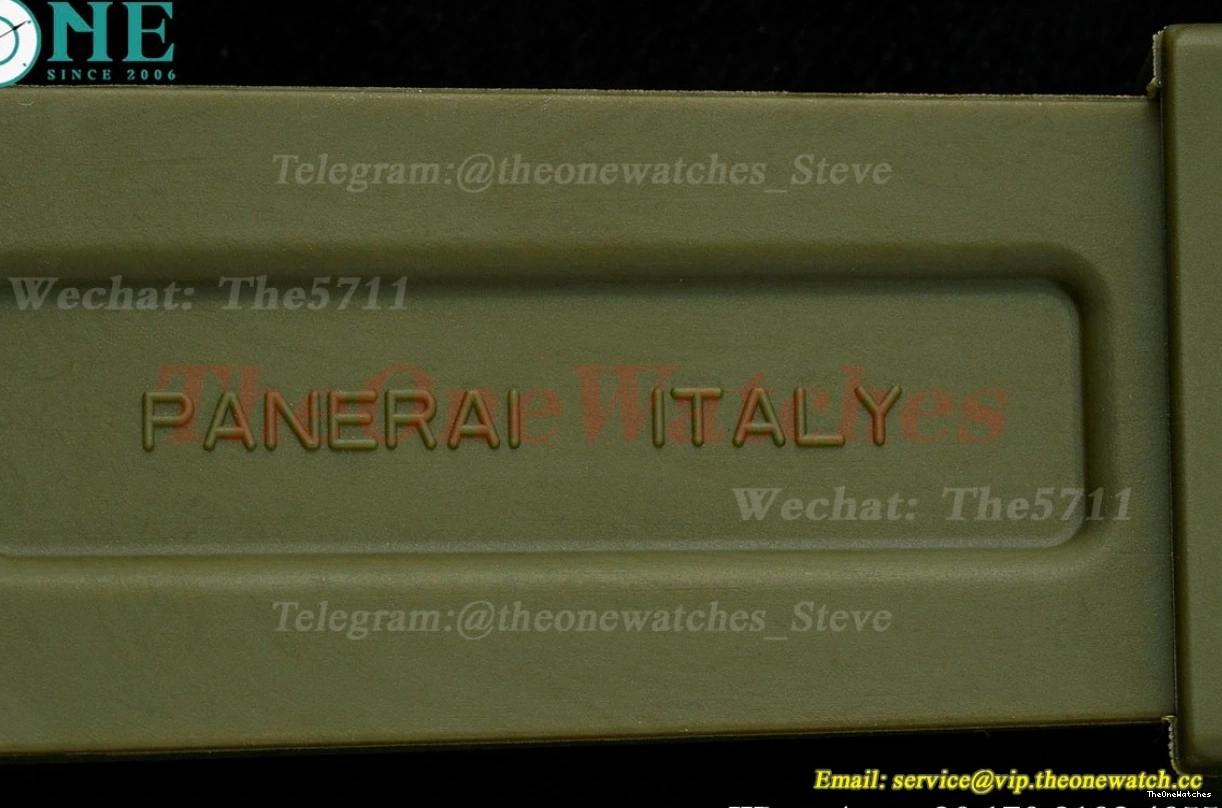 ONE
SINCE 2006
Telegram:@theonewatches_Steve
Wechat: The5711
TheOneWatches
PANERAI ITALY
Wechat: The5711
Telegram:@theonewatches_Steve
Email: service@vip.theonewatch.cc
TheOneWatches